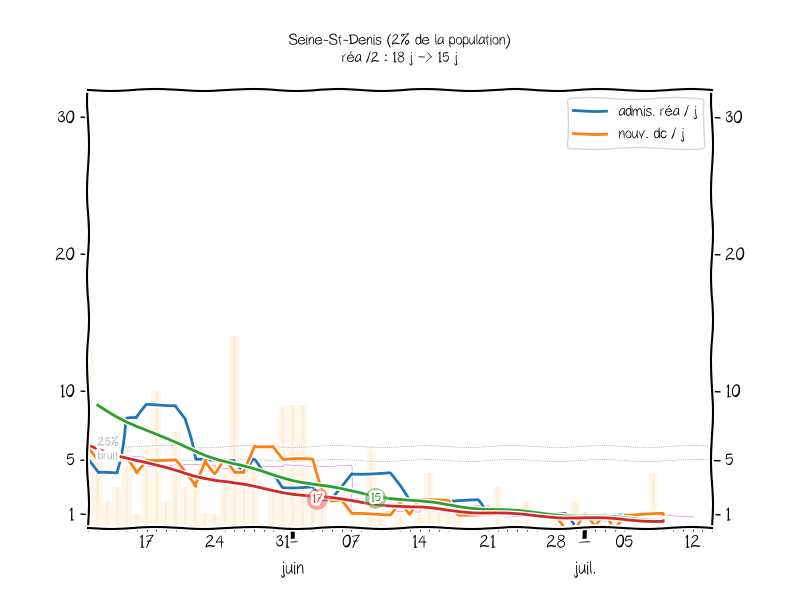 Seine-St-Denis (2% de la population)
réa /2 : 18 j -> 15 j
admis. réa / j
nouv. dc / j
30 30
20 20
10 10
25%
bruit
5 5
17 15
1 1
17 24 31 07 14 21 28 05 12
juin juil.